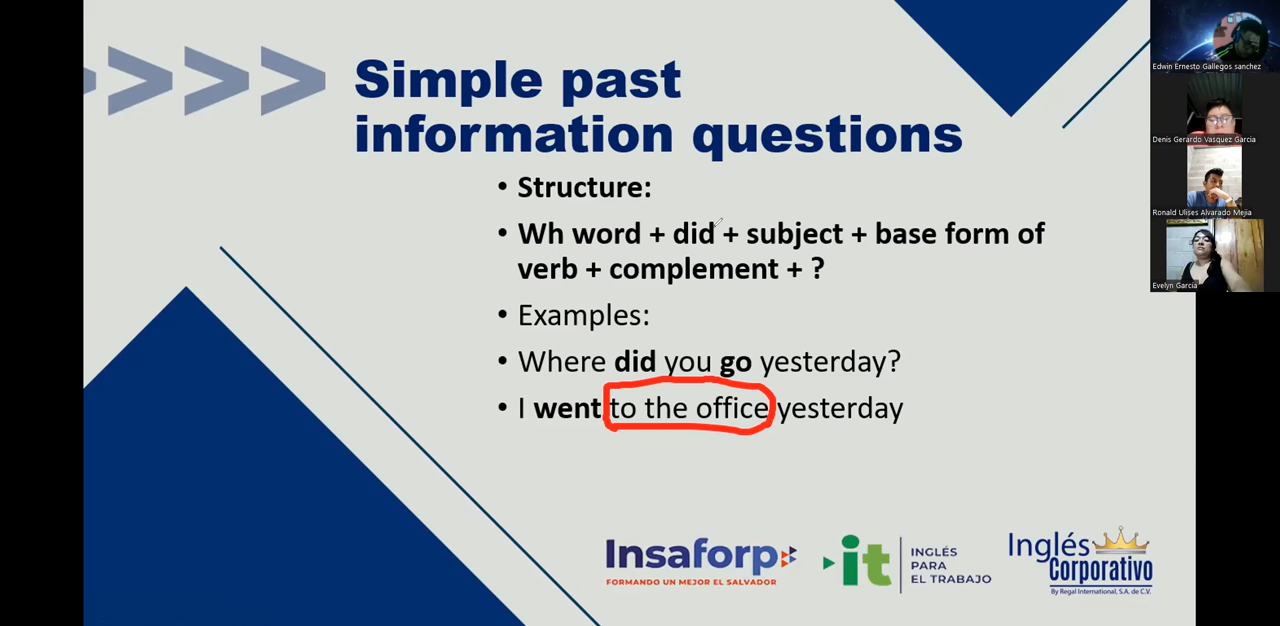 Simple past
information questions
• Structure:
• Wh word + did + subject + base form of
verb + complement + ?
• Examples:
• Where did you go yesterday?
• I went to the office yesterday
Insaforp
FORMANDO UN MEJOR EL SALVADOR
it
INGLÉS
PARA
EL TRABAJO
Inglés
Corporativo
By Regal International, S.A. de C.V.
Edwin Ernesto Gallegos sanchez
Denis Gerardo Vasquez Garcia
Ronald Ulises Alvarado Mejia
Evelyn Garcia